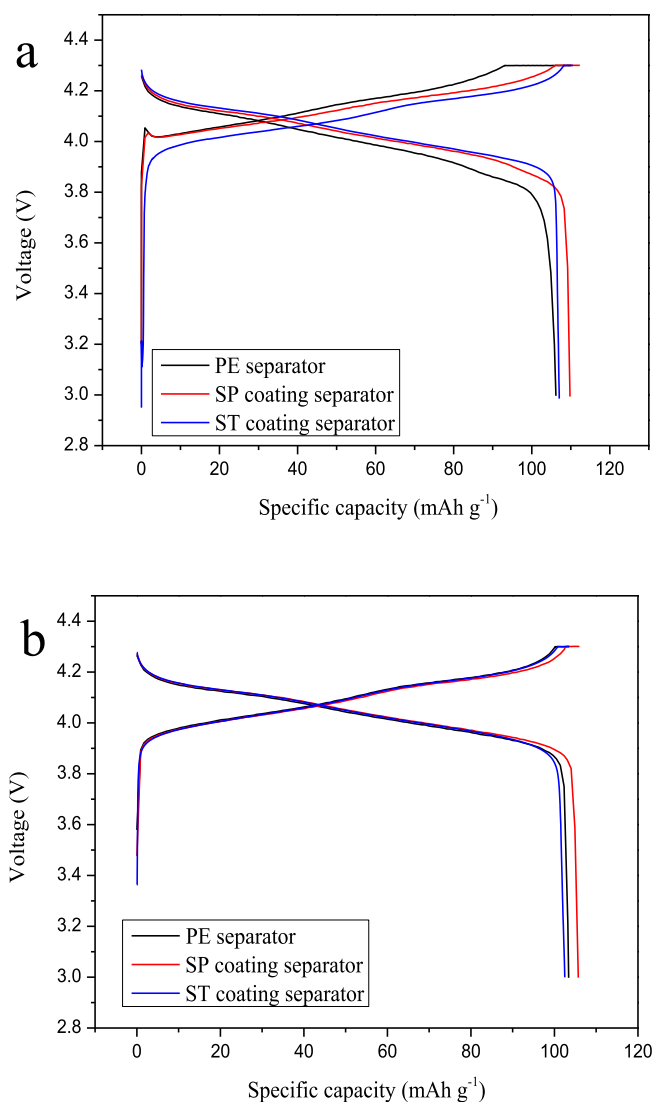 a
4.4
4.2
4.0
3.8
3.6
3.4
3.2
3.0
2.8
Voltage (V)
PE separator
SP coating separator
ST coating separator
0 20 40 60 80 100 120
Specific capacity (mAh g⁻¹)
b
4.4
4.2
4.0
3.8
3.6
3.4
3.2
3.0
2.8
Voltage (V)
PE separator
SP coating separator
ST coating separator
0 20 40 60 80 100 120
Specific capacity (mAh g⁻¹)